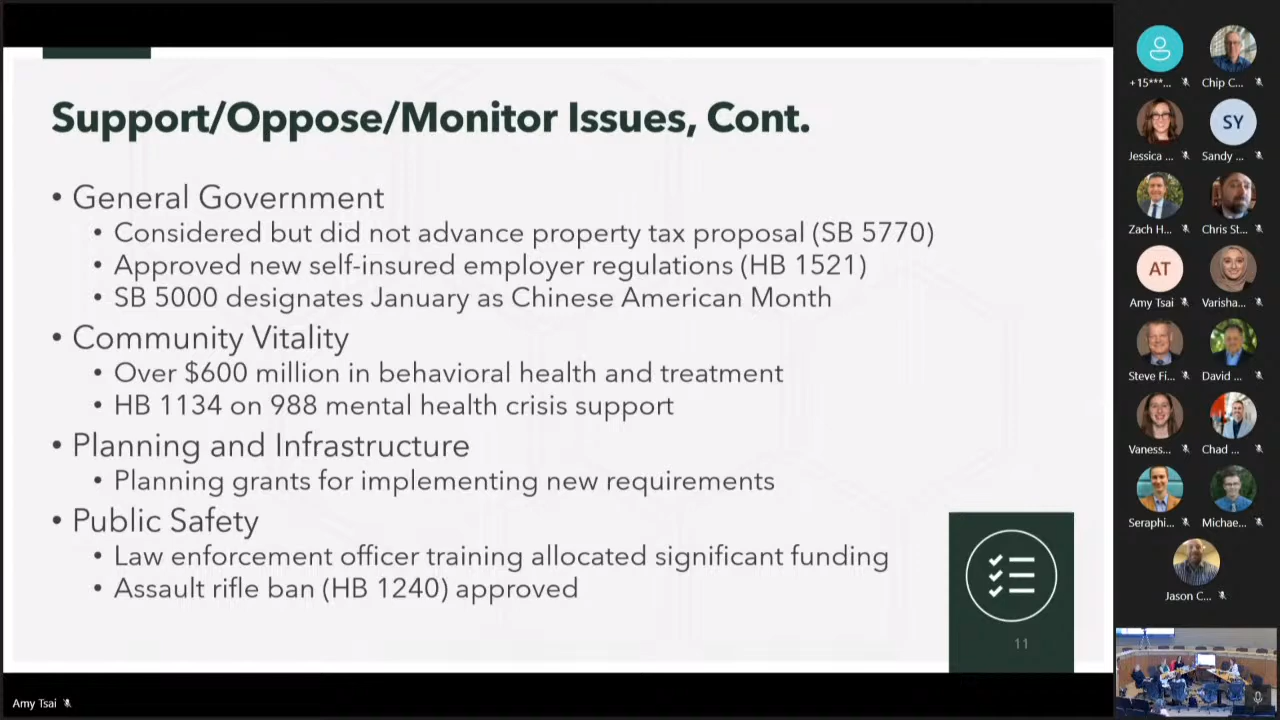 Support/Oppose/Monitor Issues, Cont.
• General Government
• Considered but did not advance property tax proposal (SB 5770)
• Approved new self-insured employer regulations (HB 1521)
• SB 5000 designates January as Chinese American Month
• Community Vitality
• Over $600 million in behavioral health and treatment
• HB 1134 on 988 mental health crisis support
• Planning and Infrastructure
• Planning grants for implementing new requirements
• Public Safety
• Law enforcement officer training allocated significant funding
• Assault rifle ban (HB 1240) approved
11
Amy Tsai
+15***...
Chip C...
Jessica ...
SY
Sandy ...
Zach H...
Chris St...
AT
Amy Tsai
Varisha...
Steve Fi...
David ...
Vaness...
Chad ...
Seraphi...
Michae...
Jason C...